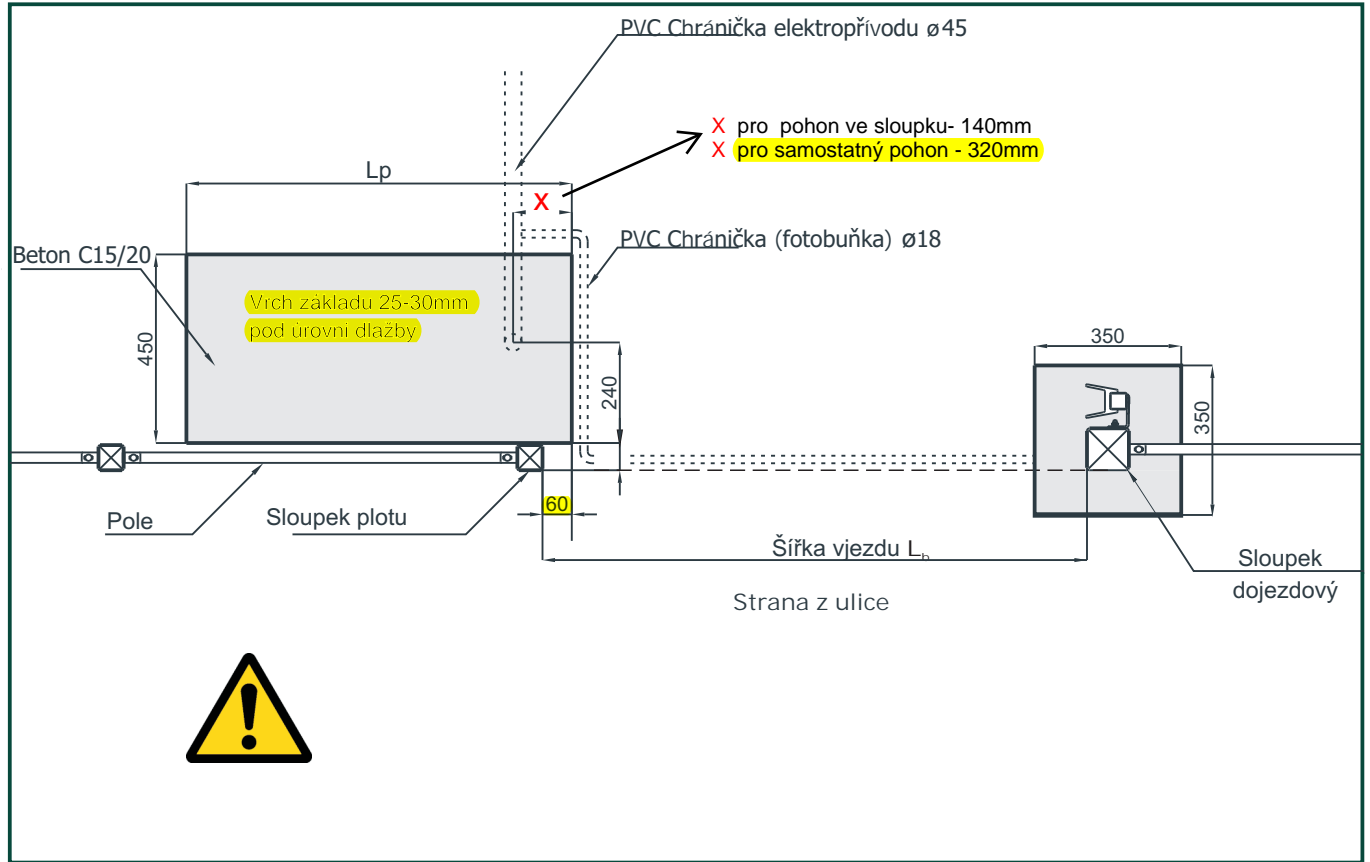 PVC Chránička elektropřívodu ø45
X pro pohon ve sloupku- 140mm
X pro samostatný pohon - 320mm
Lp
X
PVC Chránička (fotobuňka) ø18
Beton C15/20
Vrch základu 25-30mm
pod úrovni dlažby
450
240
350
350
60
Pole
Sloupek plotu
Šířka vjezdu Lb
Sloupek
dojezdový
Strana z ulice